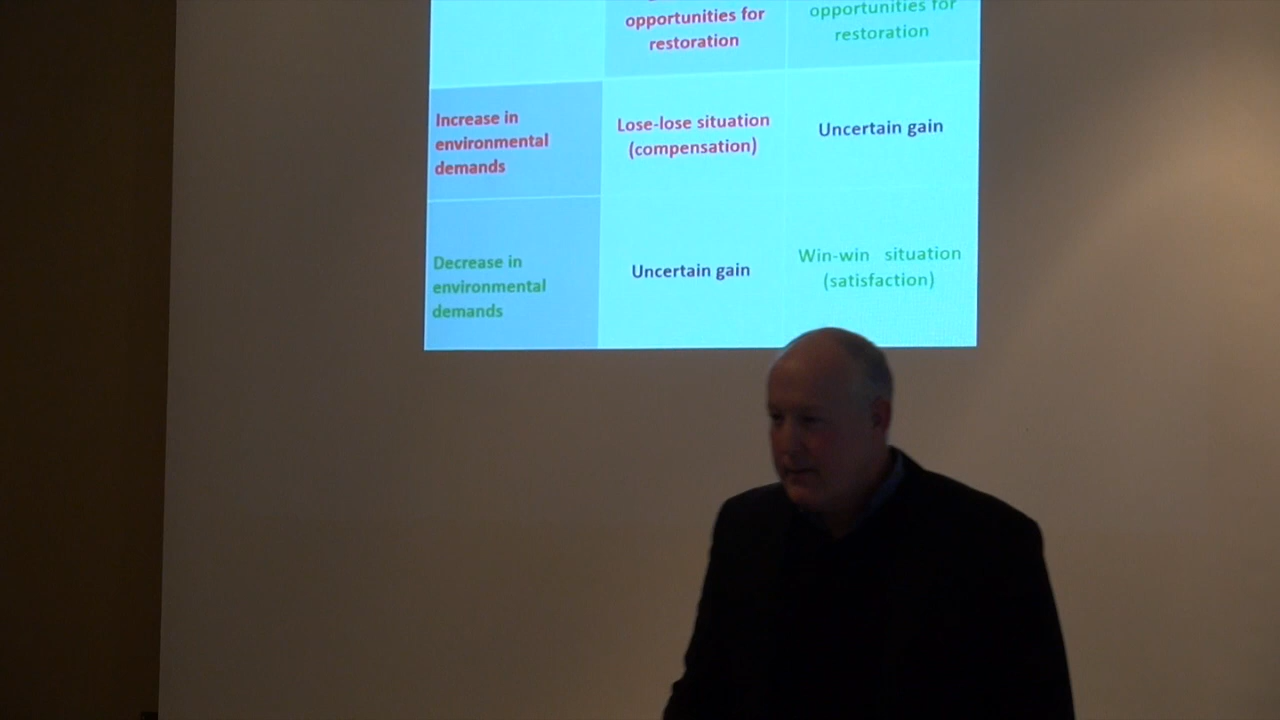 opportunities for
restoration
opportunities for
restoration
Increase in
environmental
demands
Lose-lose situation
(compensation)
Uncertain gain
Decrease in
environmental
demands
Uncertain gain
Win-win situation
(satisfaction)